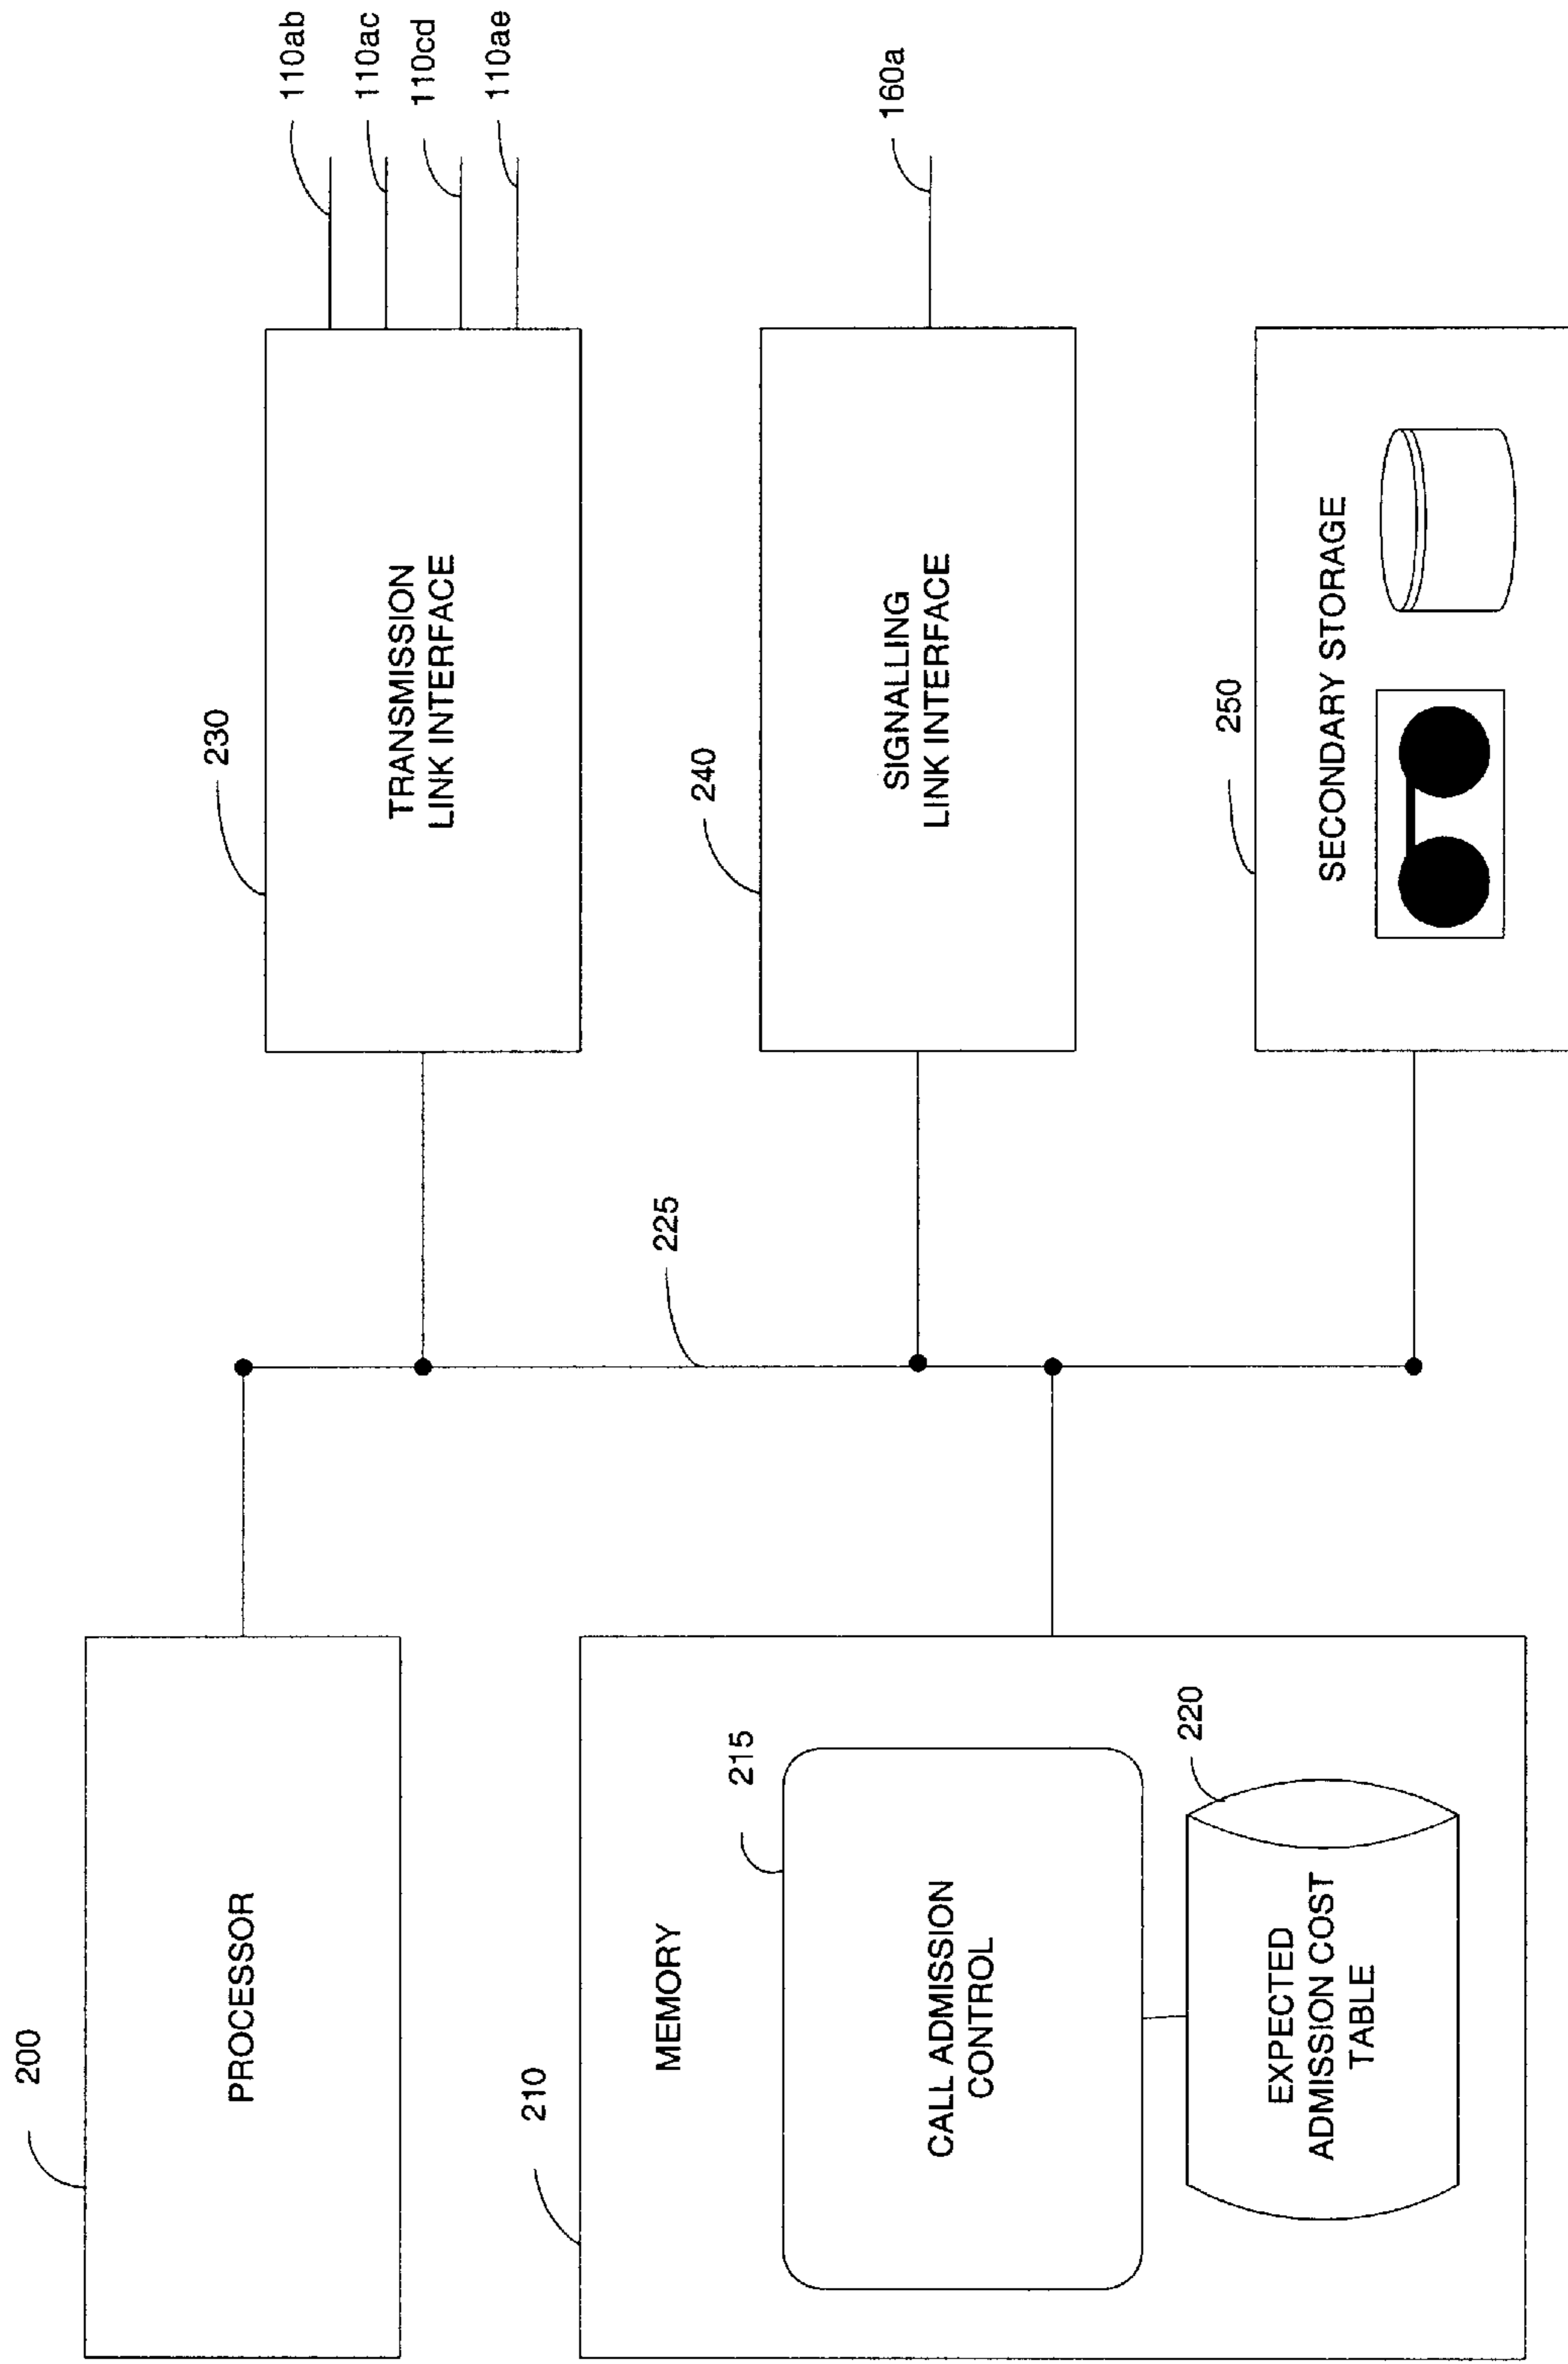 200
PROCESSOR
210
MEMORY
215
CALL ADMISSION
CONTROL
220
EXPECTED
ADMISSION COST
TABLE
225
230
TRANSMISSION
LINK INTERFACE
110ab
110ac
110cd
110ae
240
SIGNALLING
LINK INTERFACE
160a
250
SECONDARY STORAGE